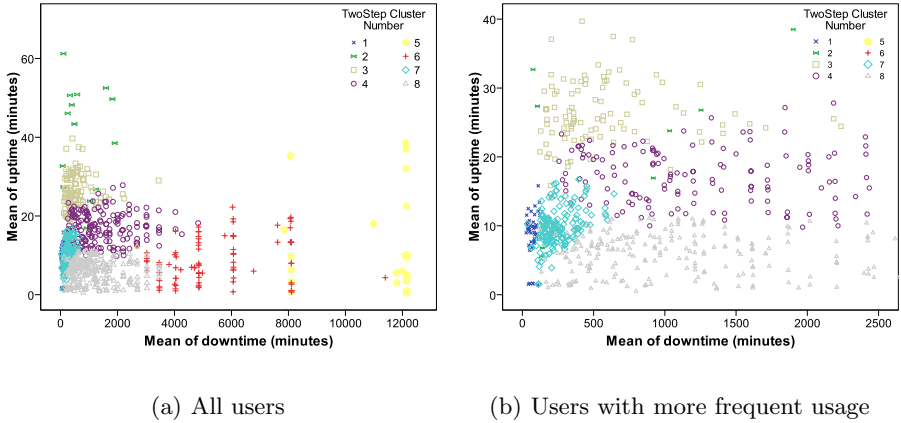 TwoStep Cluster
Number
1 5
2 6
3 7
4 8
60
40
20
0
Mean of uptime (minutes)
0 2000 4000 6000 8000 10000 12000
Mean of downtime (minutes)
(a) All users
TwoStep Cluster
Number
1 5
2 6
3 7
4 8
40
30
20
10
0
Mean of uptime (minutes)
0 500 1000 1500 2000 2500
Mean of downtime (minutes)
(b) Users with more frequent usage